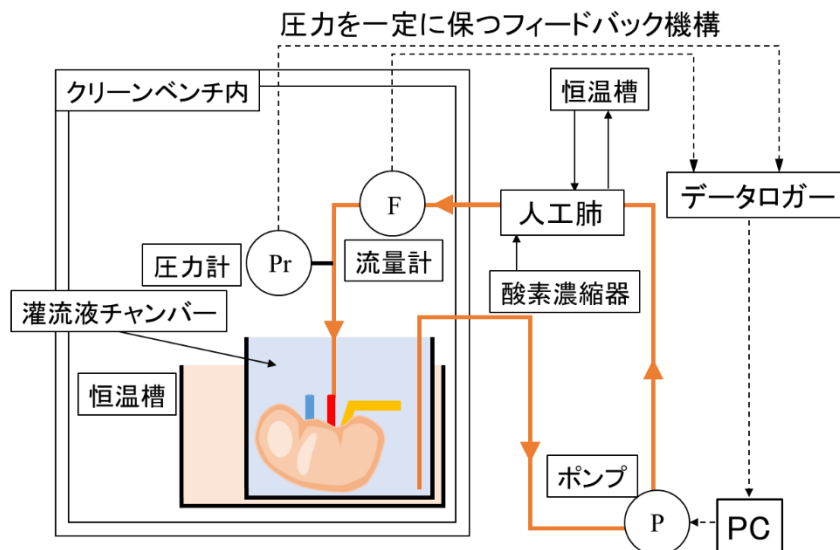 圧力を一定に保つフィードバック機構
クリーンベンチ内
恒温槽
F
人工肺
データロガー
圧力計
Pr
流量計
酸素濃縮器
灌流液チャンバー
恒温槽
ポンプ
P
PC